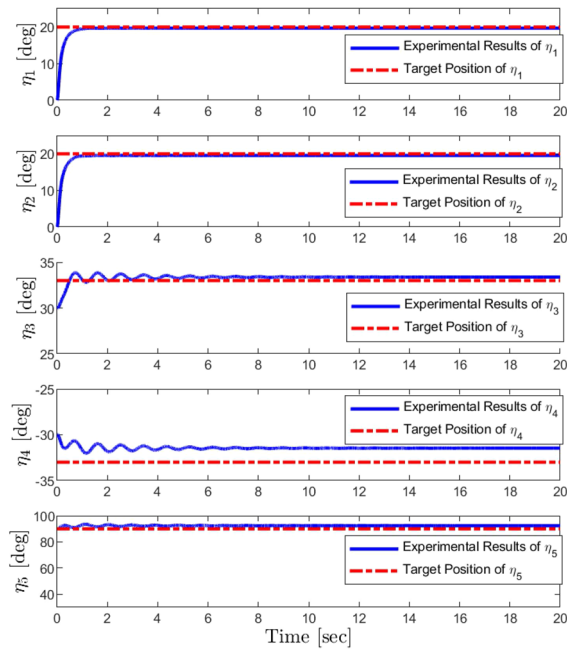 20
10
0
η1 [deg]
Experimental Results of η1
Target Position of η1
0 2 4 6 8 10 12 14 16 18 20
20
10
0
η2 [deg]
Experimental Results of η2
Target Position of η2
0 2 4 6 8 10 12 14 16 18 20
35
30
25
η3 [deg]
Experimental Results of η3
Target Position of η3
0 2 4 6 8 10 12 14 16 18 20
-25
-30
-35
η4 [deg]
Experimental Results of η4
Target Position of η4
0 2 4 6 8 10 12 14 16 18 20
100
80
60
40
η5 [deg]
Experimental Results of η5
Target Position of η5
0 2 4 6 8 10 12 14 16 18 20
Time [sec]